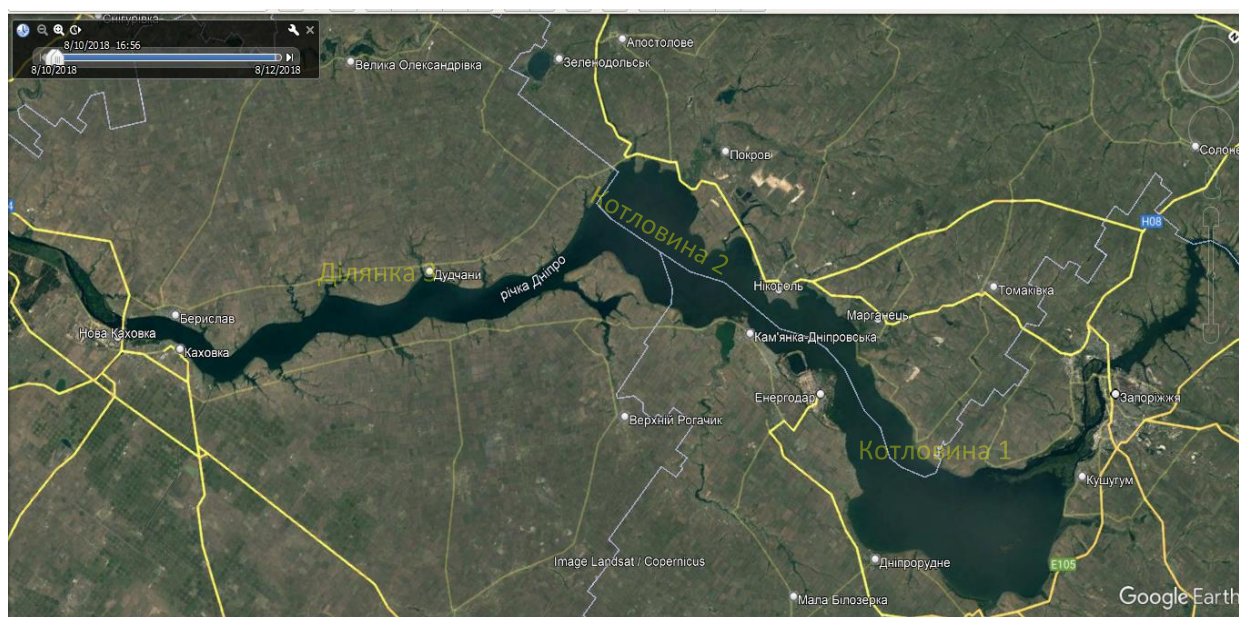 Снігурівка
8/10/2018 16:56
8/10/2018
8/12/2018
N
Апостолове
Зеленодольськ
Велика Олександрівка
Покров
Солоне
Котловина 2
H08
4
Ділянка 3
Дудчани
річка Дніпро
Нікополь
Томаківка
Марганець
Берислав
Нова Каховка
Каховка
Кам'янка-Дніпровська
Енергодар
Запоріжжя
Верхній Рогачик
Котловина 1
Кушугум
Image Landsat / Copernicus
Дніпрорудне
E105
Мала Білозерка
Google Earth